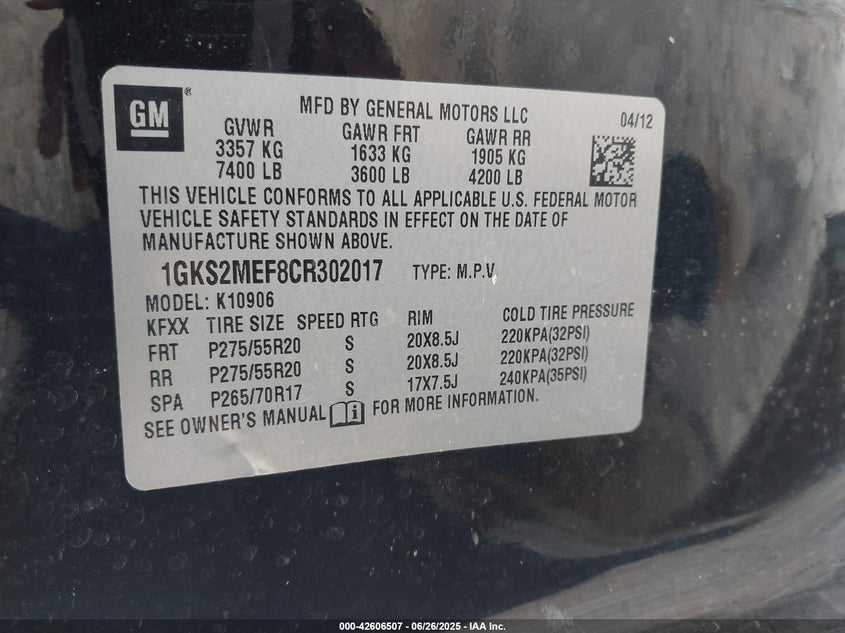 GM ®
MFD BY GENERAL MOTORS LLC 04/12
GVWR GAWR FRT GAWR RR
3357 KG 1633 KG 1905 KG
7400 LB 3600 LB 4200 LB
THIS VEHICLE CONFORMS TO ALL APPLICABLE U.S. FEDERAL MOTOR
VEHICLE SAFETY STANDARDS IN EFFECT ON THE DATE OF
MANUFACTURE SHOWN ABOVE.
1GKS2MEF8CR302017 TYPE: M.P.V
MODEL: K10906
KFXX TIRE SIZE SPEED RTG RIM COLD TIRE PRESSURE
FRT P275/55R20 S 20X8.5J 220KPA(32PSI)
RR P275/55R20 S 20X8.5J 220KPA(32PSI)
SPA P265/70R17 S 17X7.5J 240KPA(35PSI)
SEE OWNER'S MANUAL i FOR MORE INFORMATION.
000-42606507 - 06/26/2025 - IAA Inc.